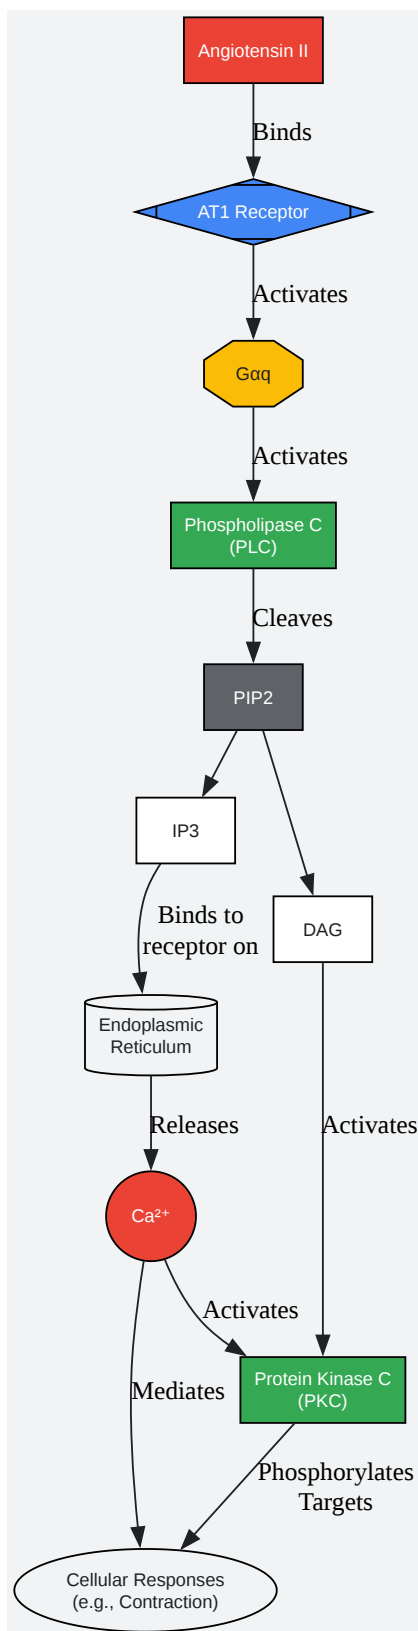 Angiotensin II
Binds
AT1 Receptor
Activates
Gαq
Activates
Phospholipase C
(PLC)
Cleaves
PIP2
IP3
DAG
Binds to
receptor on
Endoplasmic
Reticulum
Releases
Activates
Ca²⁺
Activates
Mediates
Protein Kinase C
(PKC)
Phosphorylates
Targets
Cellular Responses
(e.g., Contraction)